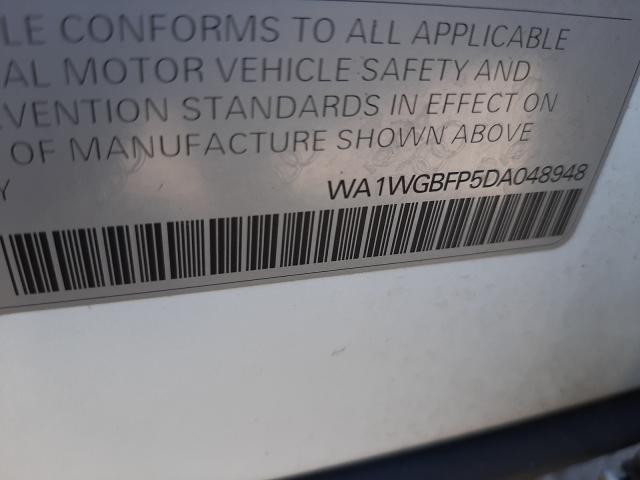 LE CONFORMS TO ALL APPLICABLE
AL MOTOR VEHICLE SAFETY AND
VENTION STANDARDS IN EFFECT ON
OF MANUFACTURE SHOWN ABOVE
Y WA1WGBFP5DA048948